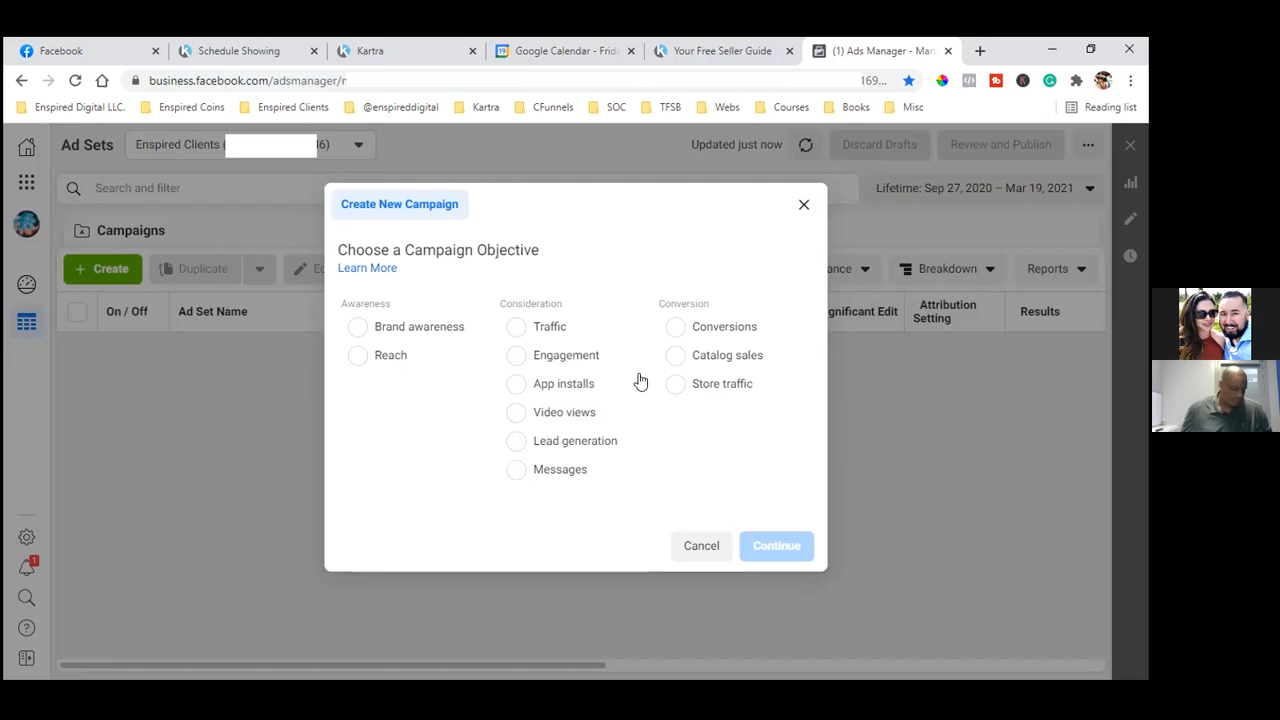 Facebook
Schedule Showing
Kartra
Google Calendar - Frid
Your Free Seller Guide
(1) Ads Manager - Man
business.facebook.com/adsmanager/m
169...
Enspired Digital LLC.
Enspired Coins
Enspired Clients
@enspireddigital
Kartra
CFunnels
SOC
TFSB
Webs
Courses
Books
Misc
Reading list
Ad Sets
Enspired Clients (
46)
Updated just now
Discard Drafts
Review and Publish
Search and filter
Lifetime: Sep 27, 2020 – Mar 19, 2021
Campaigns
+ Create
Duplicate
Breakdown
Reports
On / Off
Ad Set Name
Attribution
Setting
Results
Create New Campaign
Choose a Campaign Objective
Learn More
Awareness
Consideration
Conversion
Brand awareness
Traffic
Conversions
Reach
Engagement
Catalog sales
App installs
Store traffic
Video views
Lead generation
Messages
Cancel
Continue